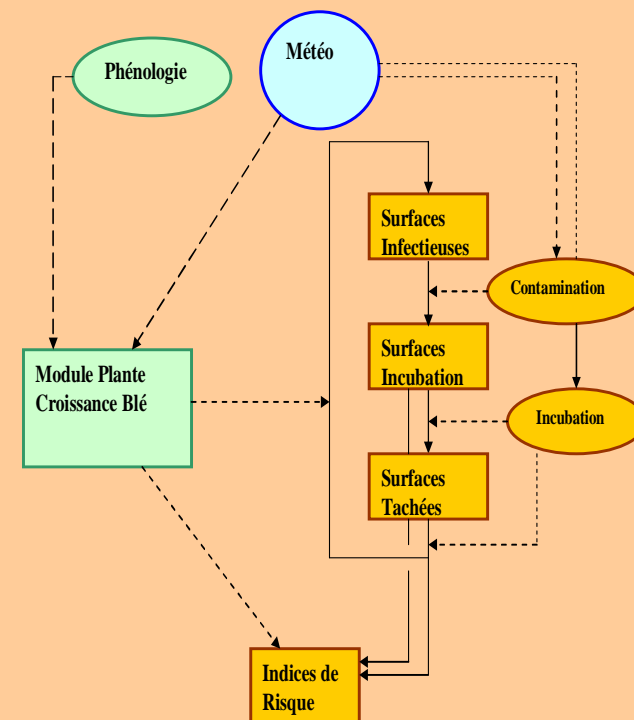 Phénologie
Météo
Surfaces
Infectieuses
Contamination
Surfaces
Incubation
Module Plante
Croissance Blé
Incubation
Surfaces
Tachées
Indices de
Risque